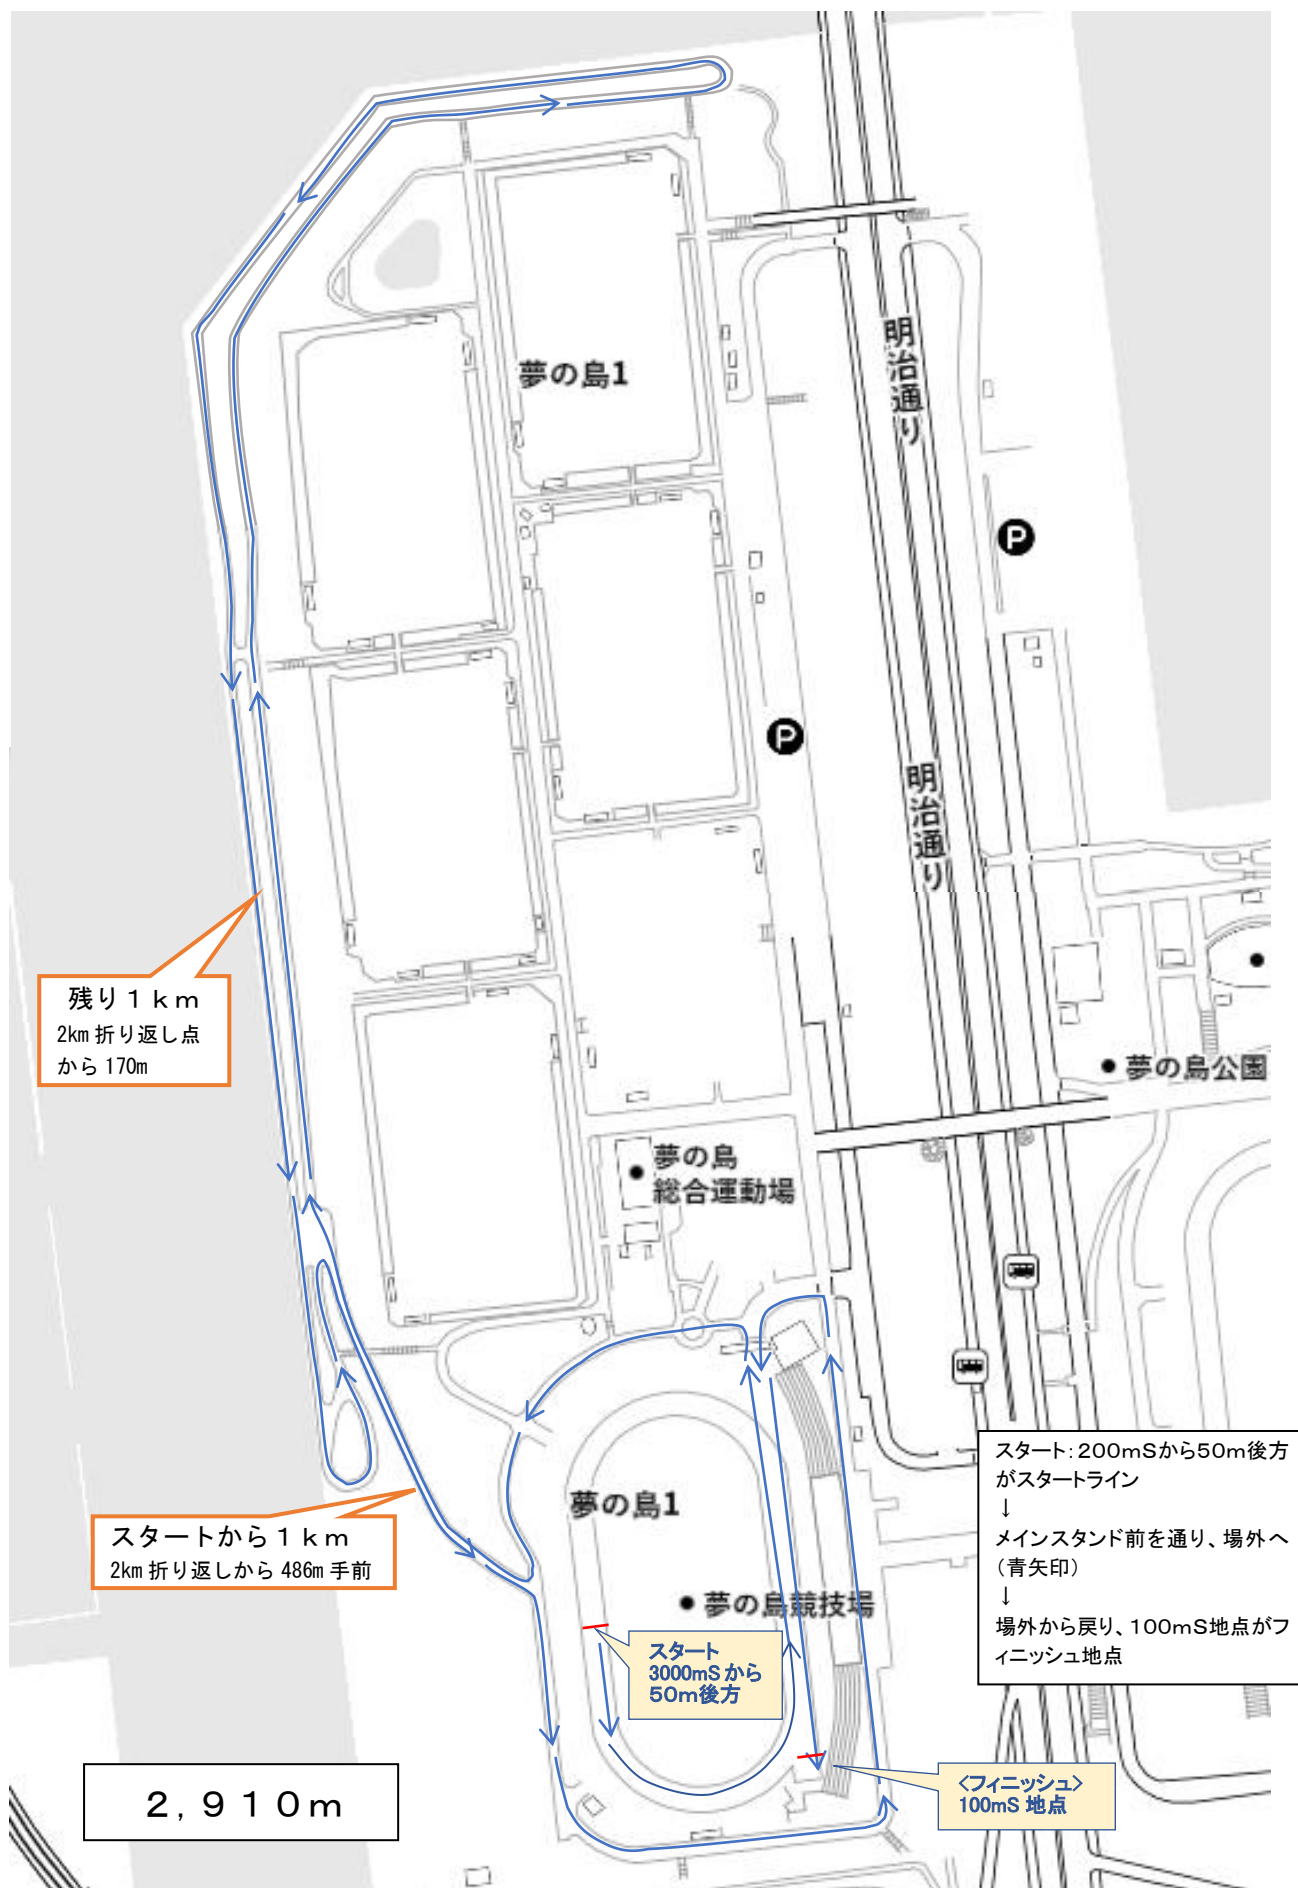 夢の島1
明治通り
P
P
明治通り
残り1km
2km 折り返し点
から 170m
夢の島公園
夢の島
総合運動場
スタート：200mSから50m後方
がスタートライン
↓
メインスタンド前を通り、場外へ
（青矢印）
↓
場外から戻り、100mS地点がフ
ィニッシュ地点
夢の島1
スタートから1km
2km 折り返しから 486m 手前
夢の島競技場
スタート
3000mS から
50m後方
<フィニッシュ>
100mS 地点
2,910m